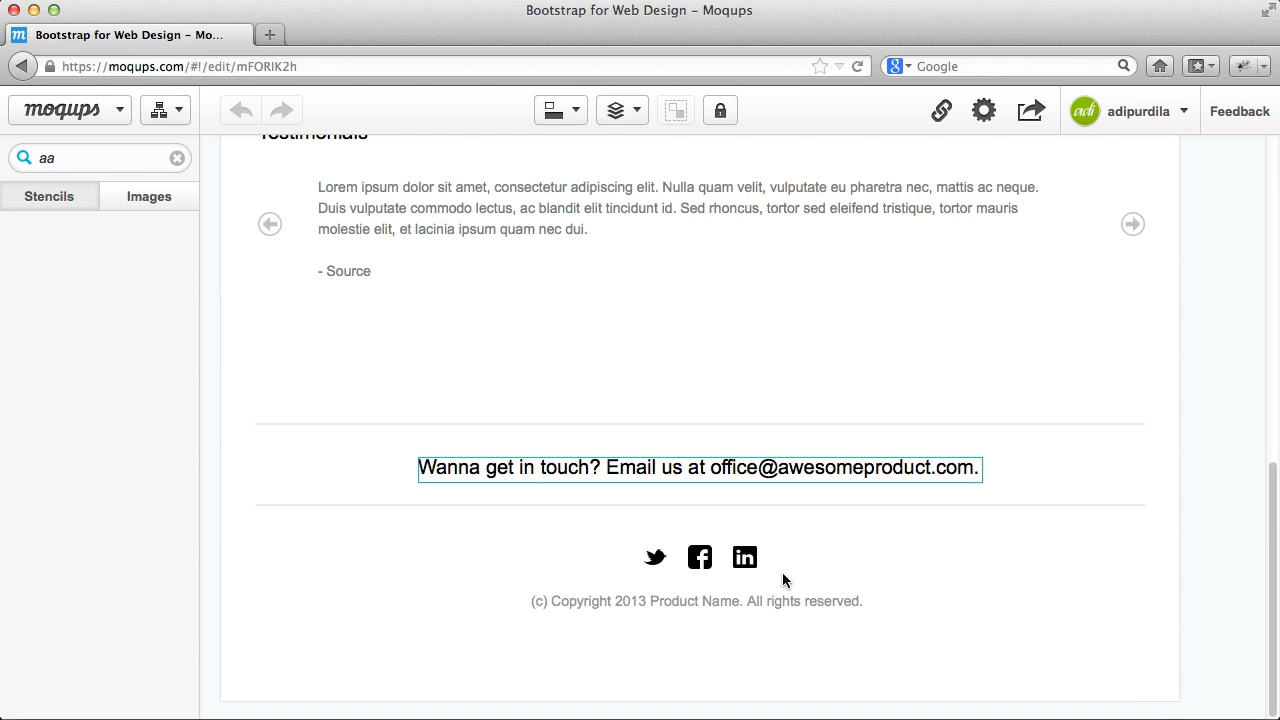 Bootstrap for Web Design – Moqups
m Bootstrap for Web Design – Mo...
https://moqups.com/#!/edit/mFORIK2h
Google
moqups
adi adipurdila
Feedback
aa
Stencils
Images
Testimonials
Lorem ipsum dolor sit amet, consectetur adipiscing elit. Nulla quam velit, vulputate eu pharetra nec, mattis ac neque.
Duis vulputate commodo lectus, ac blandit elit tincidunt id. Sed rhoncus, tortor sed eleifend tristique, tortor mauris
molestie elit, et lacinia ipsum quam nec dui.
- Source
Wanna get in touch? Email us at office@awesomeproduct.com.
(c) Copyright 2013 Product Name. All rights reserved.